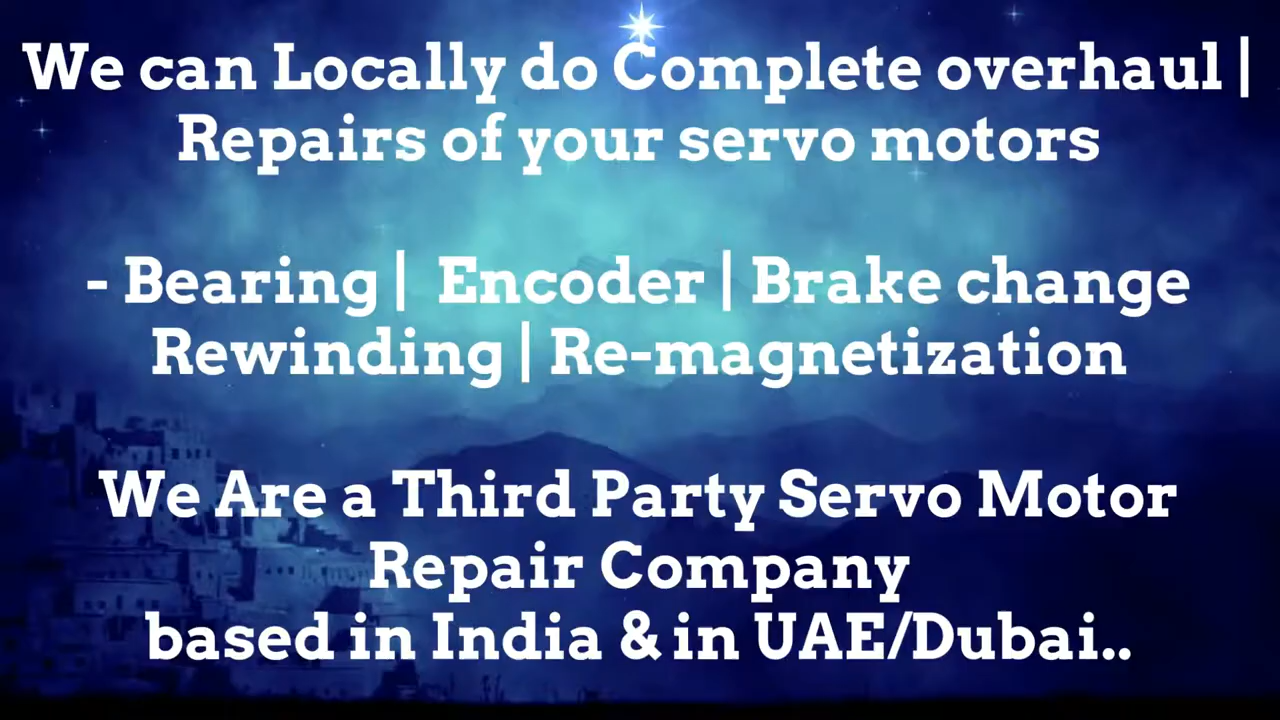 We can Locally do Complete overhaul |
Repairs of your servo motors
- Bearing | Encoder | Brake change
Rewinding | Re-magnetization
We Are a Third Party Servo Motor
Repair Company
based in India & in UAE/Dubai..